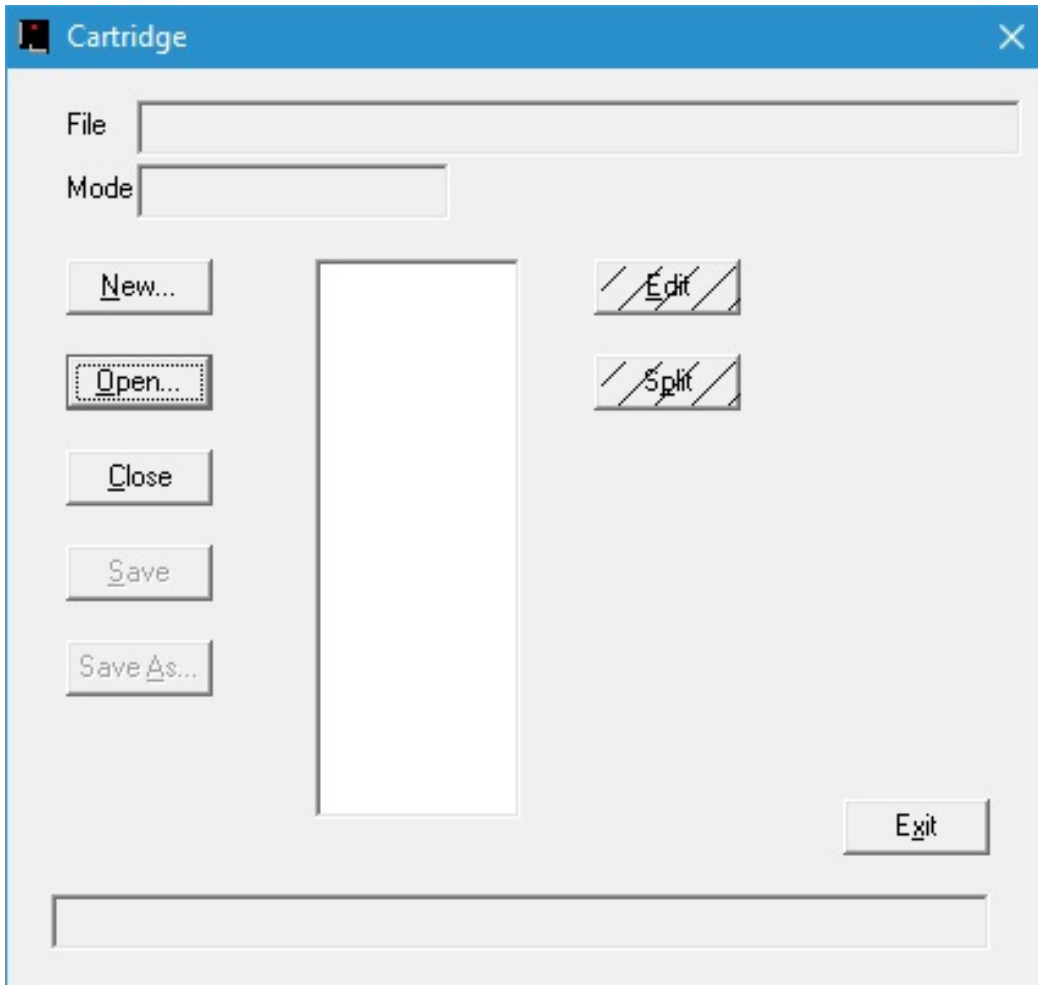 Cartridge
File
Mode
New...
Edit
Open...
Split
Close
Save
Save As...
Exit